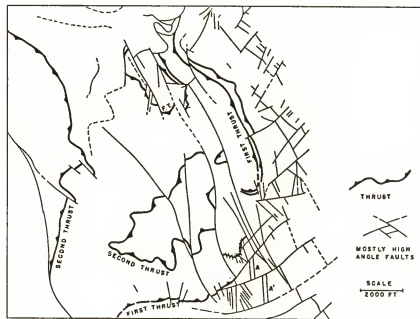 F.T.
FIRST THRUST
SECOND THRUST
SECOND THRUST
FIRST THRUST
A
A'
THRUST
MOSTLY HIGH
ANGLE FAULTS
SCALE
2000 FT.